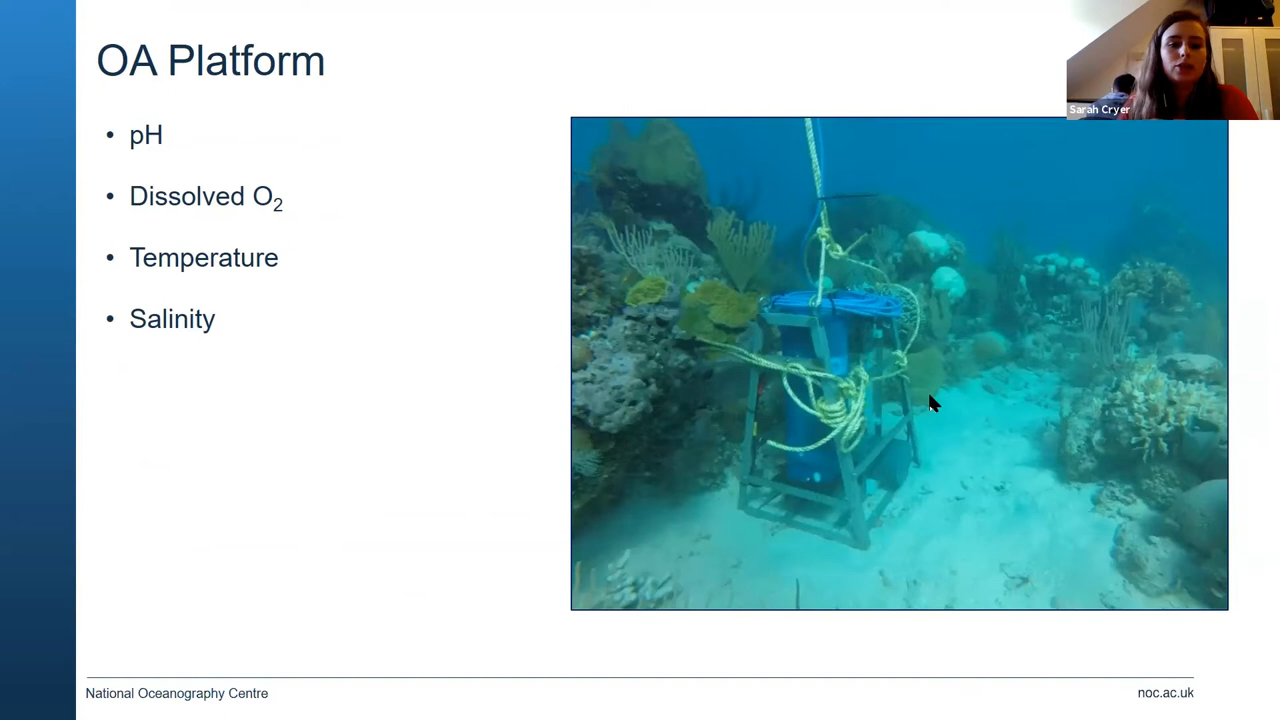 OA Platform
Sarah Cryer
• pH
• Dissolved O₂
• Temperature
• Salinity
National Oceanography Centre
noc.ac.uk